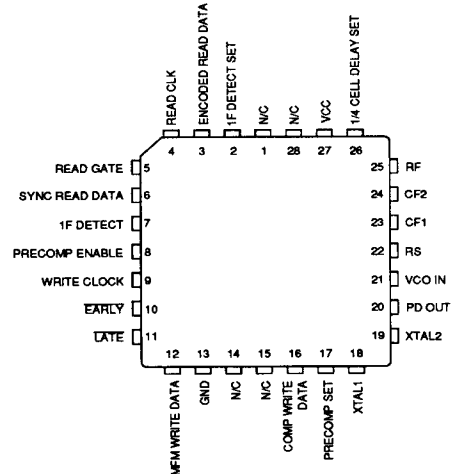 READ CLK
ENCODED READ DATA
1F DETECT SET
N/C
N/C
VCC
1/4 CELL DELAY SET
4 3 2 1 28 27 26
READ GATE 5
SYNC READ DATA 6
1F DETECT 7
PRECOMP ENABLE 8
WRITE CLOCK 9
EARLY 10
LATE 11
25 RF
24 CF2
23 CF1
22 RS
21 VCO IN
20 PD OUT
19 XTAL2
12 13 14 15 16 17 18
MFM WRITE DATA
GND
N/C
N/C
COMP WRITE
DATA
PRECOMP SET
XTAL1